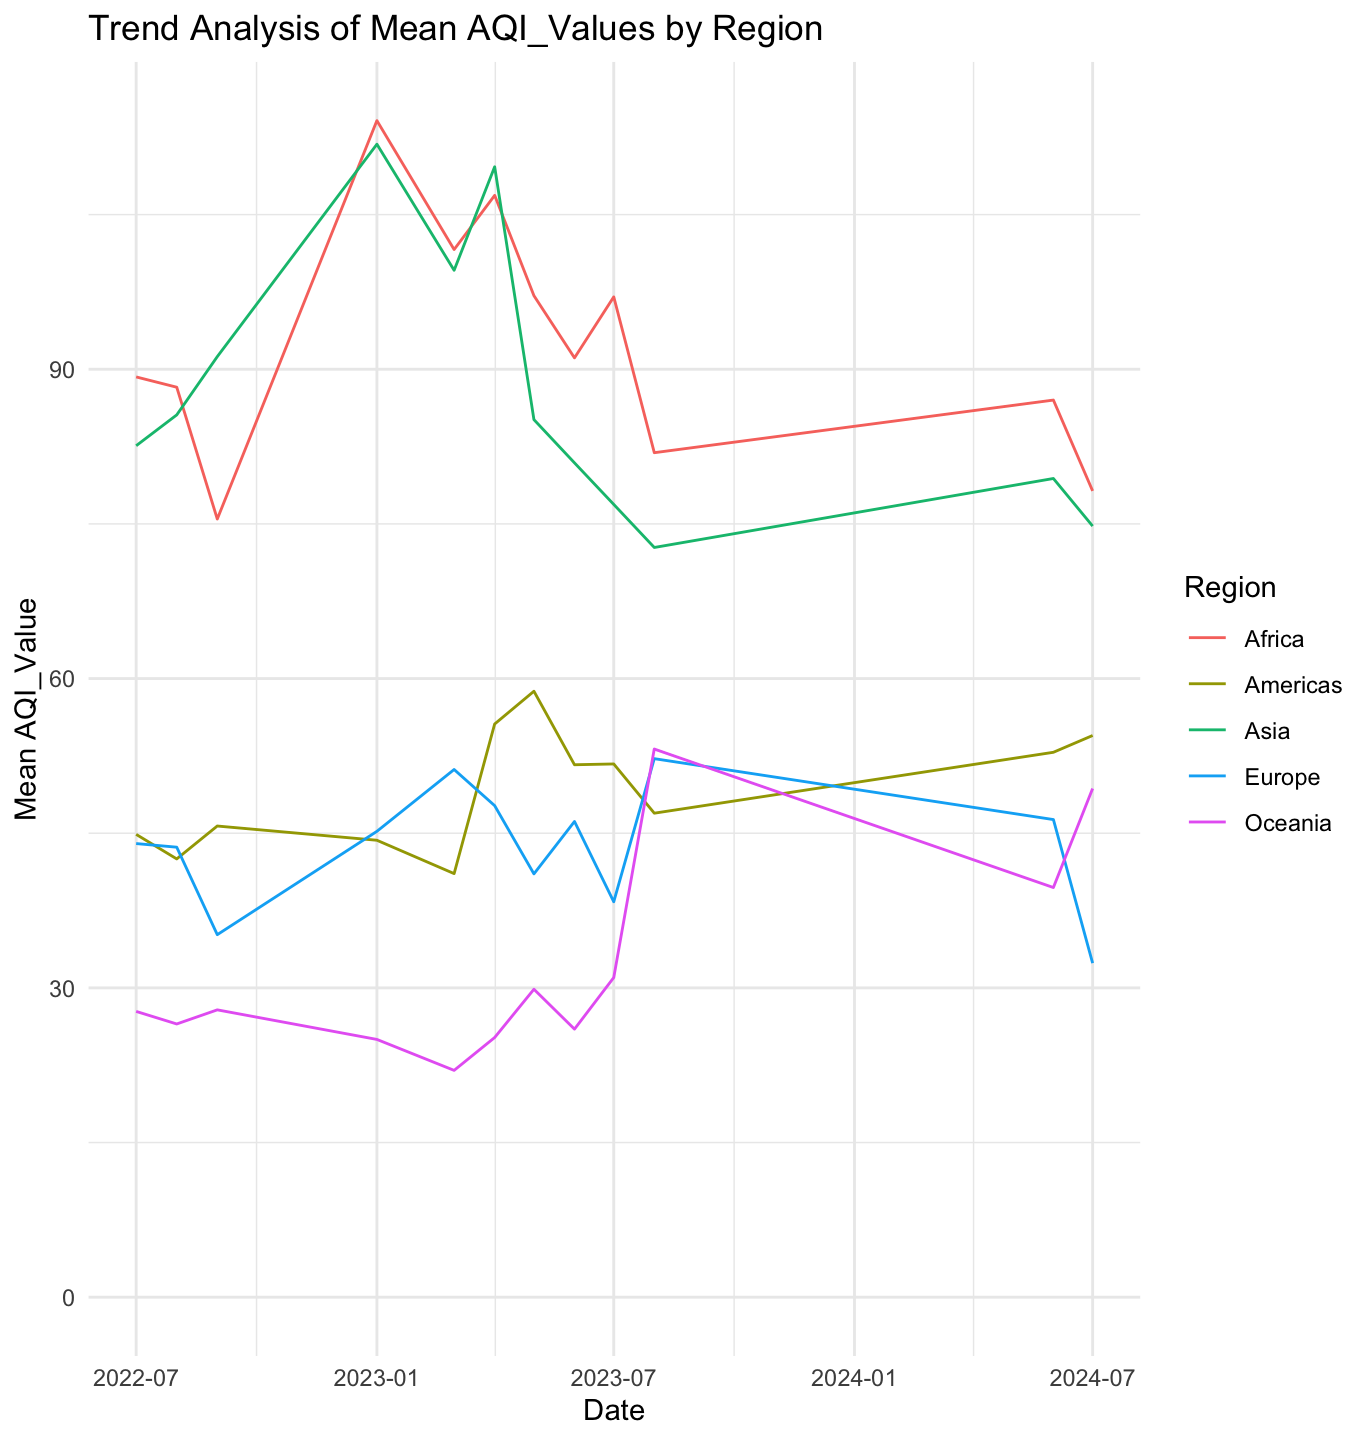 Trend Analysis of Mean AQI_Values by Region
Mean AQI_Value
90
60
30
0
2022-07
2023-01
2023-07
2024-01
2024-07
Date
Region
Africa
Americas
Asia
Europe
Oceania